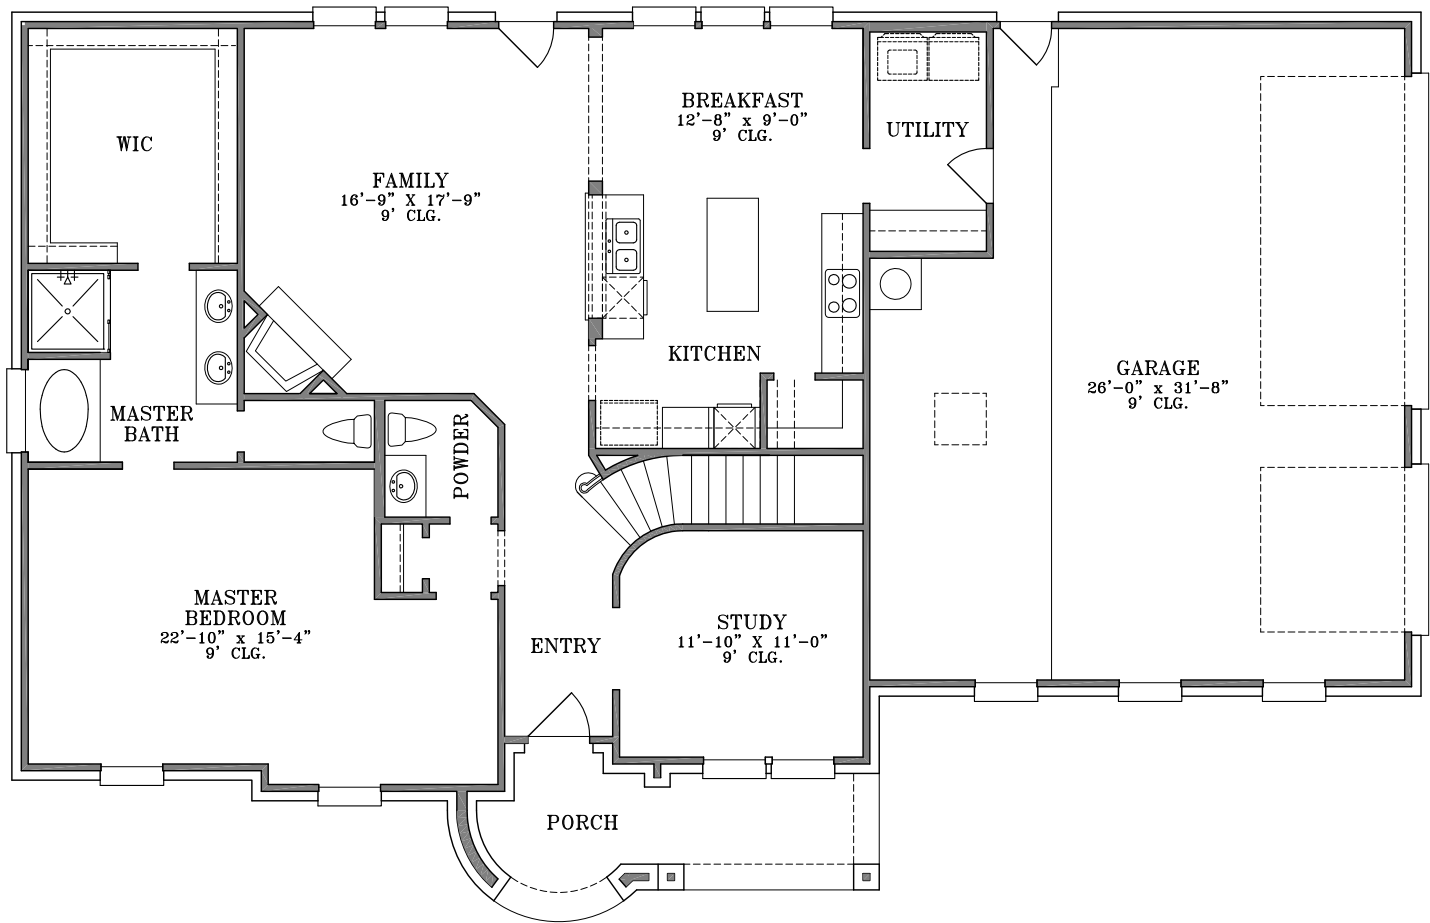 BREAKFAST
12'-8" x 9'-0"
9' CLG.
UTILITY
WIC
FAMILY
16'-9" X 17'-9"
9' CLG.
KITCHEN
GARAGE
26'-0" x 31'-8"
9' CLG.
MASTER
BATH
POWDER
MASTER
BEDROOM
22'-10" x 15'-4"
9' CLG.
ENTRY
STUDY
11'-10" X 11'-0"
9' CLG.
PORCH